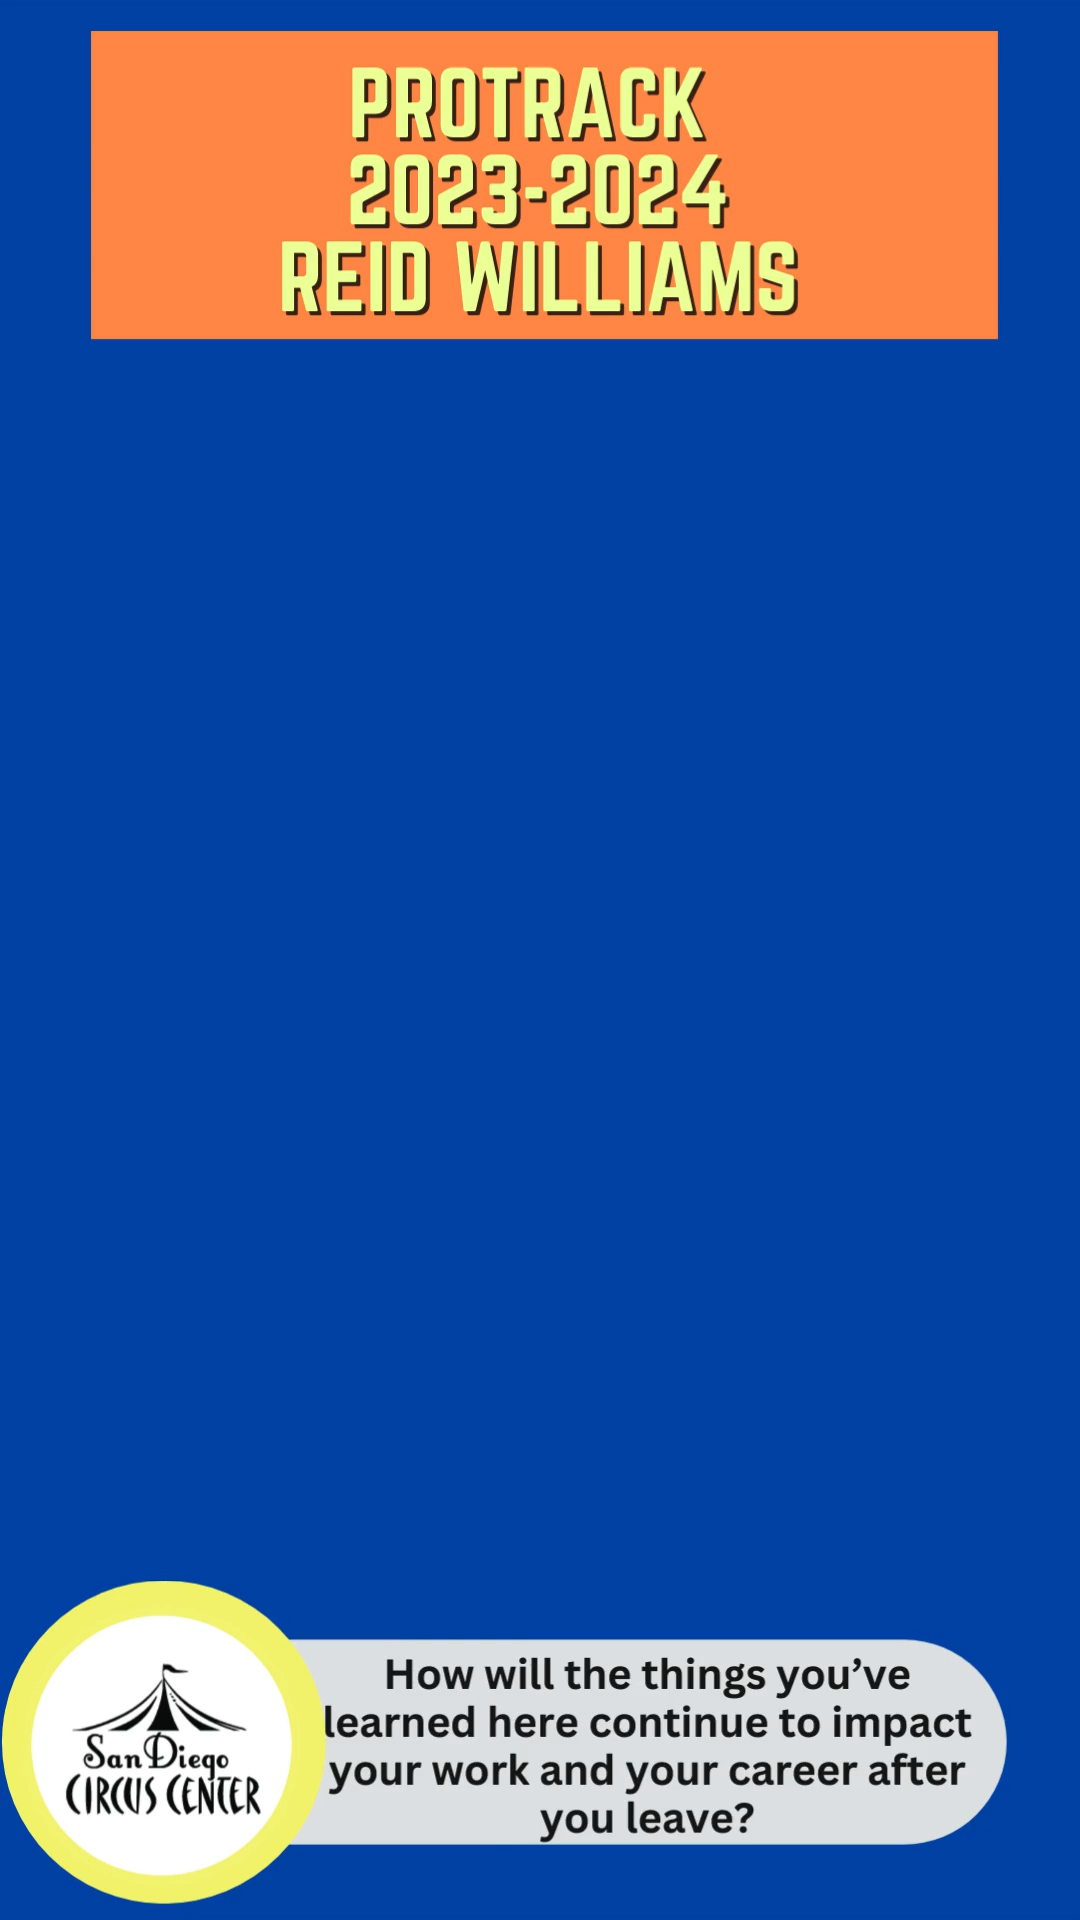 PROTRACK
2023-2024
REID WILLIAMS
How will the things you’ve
learned here continue to impact
your work and your career after
you leave?
San Diego
CIRCUS CENTER